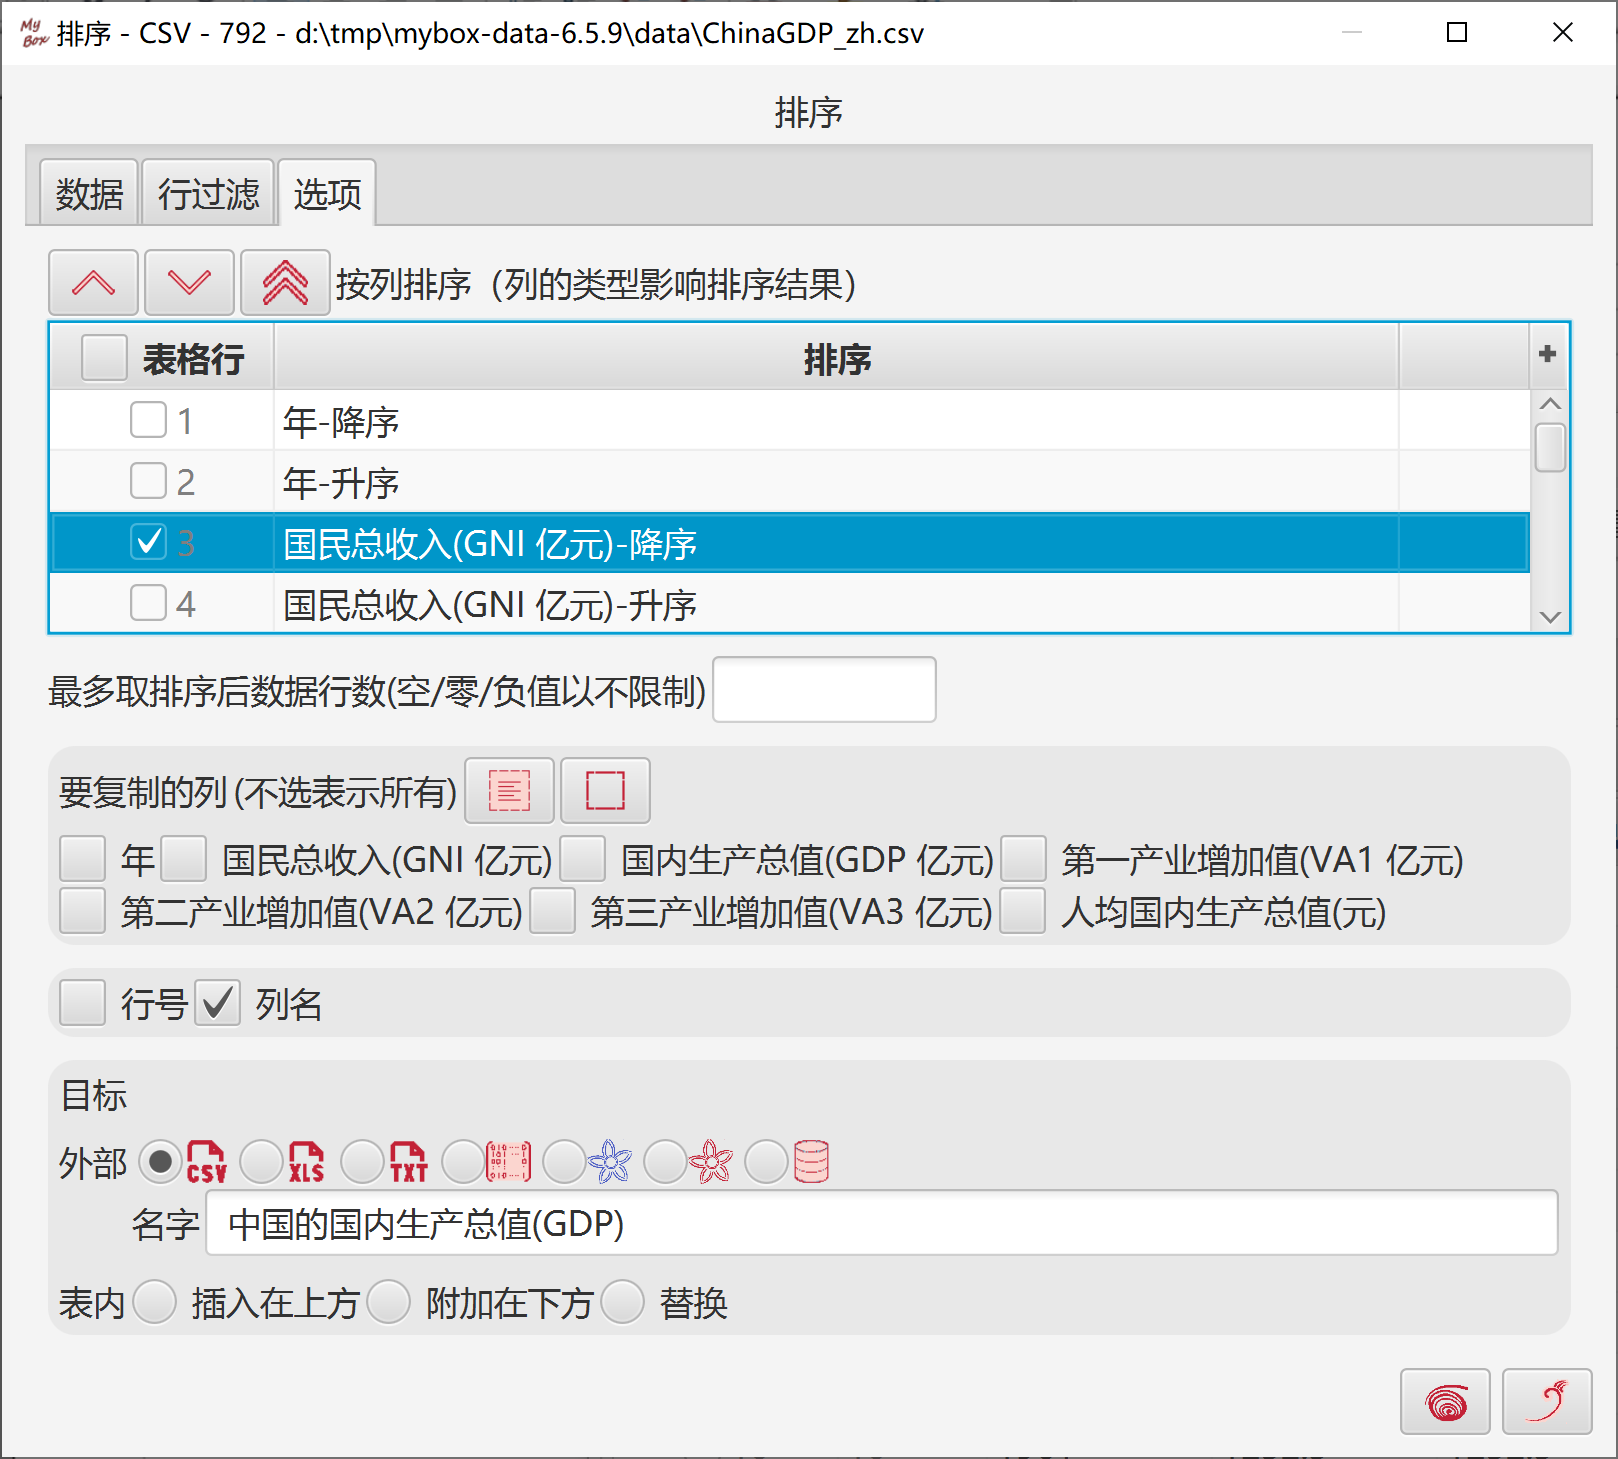 My Box 排序 - CSV - 792 - d:\tmp\mybox-data-6.5.9\data\ChinaGDP_zh.csv
排序
数据 行过滤 选项
按列排序（列的类型影响排序结果）
表格行 排序
1 年-降序
2 年-升序
3 国民总收入(GNI 亿元)-降序
4 国民总收入(GNI 亿元)-升序
最多取排序后数据行数(空/零/负值以不限制)
要复制的列 (不选表示所有)
年 国民总收入(GNI 亿元) 国内生产总值(GDP 亿元) 第一产业增加值(VA1 亿元)
第二产业增加值(VA2 亿元) 第三产业增加值(VA3 亿元) 人均国内生产总值(元)
行号 列名
目标
外部 CSV XLS TXT
名字 中国的国内生产总值(GDP)
表内 插入在上方 附加在下方 替换